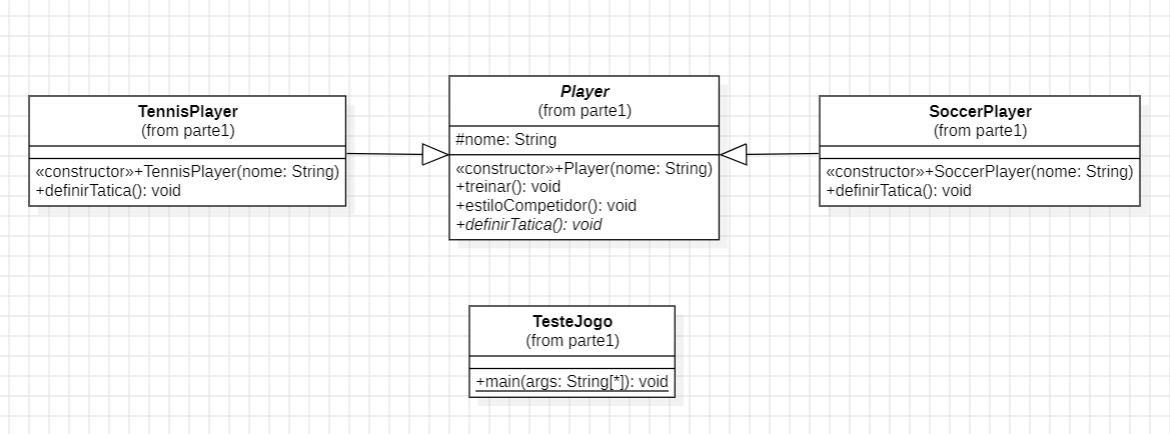 TennisPlayer
(from parte1)
«constructor»+TennisPlayer(nome: String)
+definirTatica(): void
Player
(from parte1)
#nome: String
«constructor»+Player(nome: String)
+treinar(): void
+estiloCompetidor(): void
+definirTatica(): void
SoccerPlayer
(from parte1)
«constructor»+SoccerPlayer(nome: String)
+definirTatica(): void
TesteJogo
(from parte1)
+main(args: String[*]): void